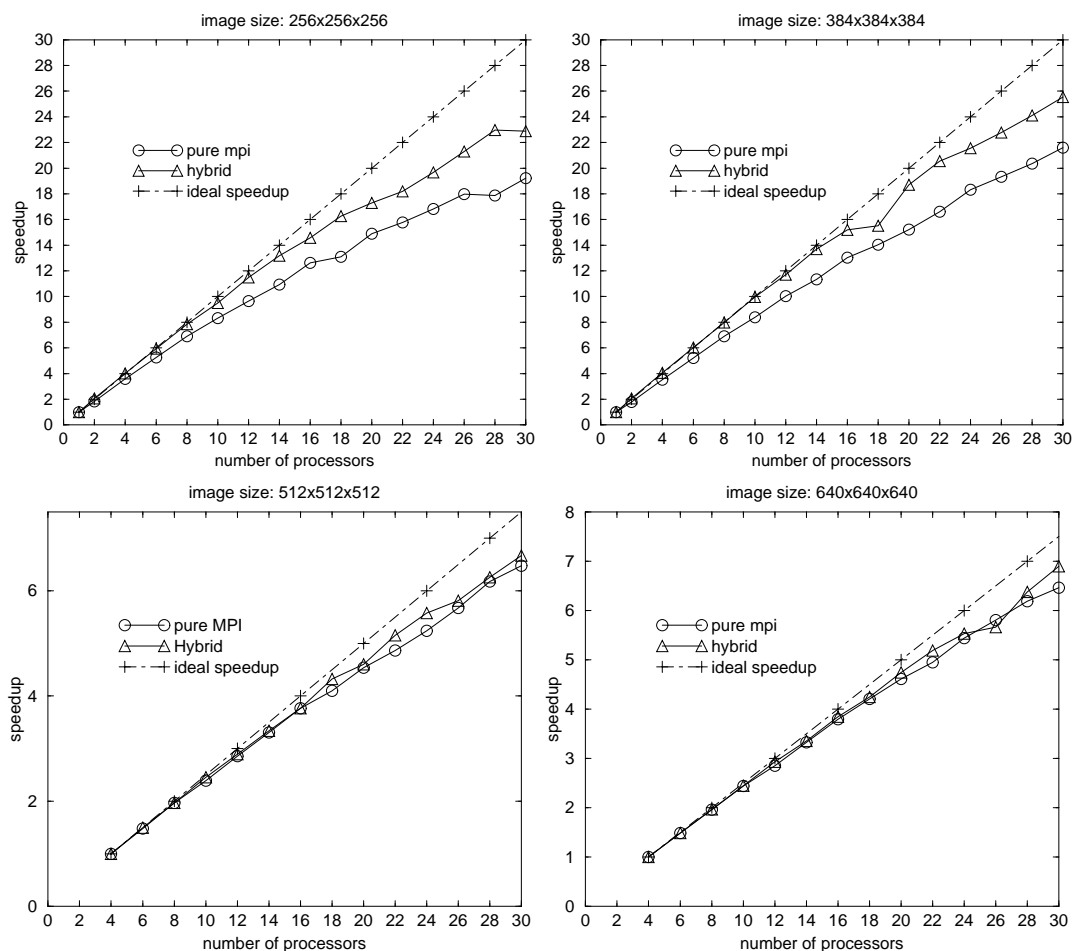 image size: 256x256x256
30
28
26
24
22
20
18
16
14
12
10
8
6
4
2
0
speedup
pure mpi
hybrid
ideal speedup
0 2 4 6 8 10 12 14 16 18 20 22 24 26 28 30
number of processors
image size: 384x384x384
30
28
26
24
22
20
18
16
14
12
10
8
6
4
2
0
speedup
pure mpi
hybrid
ideal speedup
0 2 4 6 8 10 12 14 16 18 20 22 24 26 28 30
number of processors
image size: 512x512x512
6
4
2
0
speedup
pure MPI
Hybrid
ideal speedup
0 2 4 6 8 10 12 14 16 18 20 22 24 26 28 30
number of processors
image size: 640x640x640
8
7
6
5
4
3
2
1
0
speedup
pure mpi
hybrid
ideal speedup
0 2 4 6 8 10 12 14 16 18 20 22 24 26 28 30
number of processors